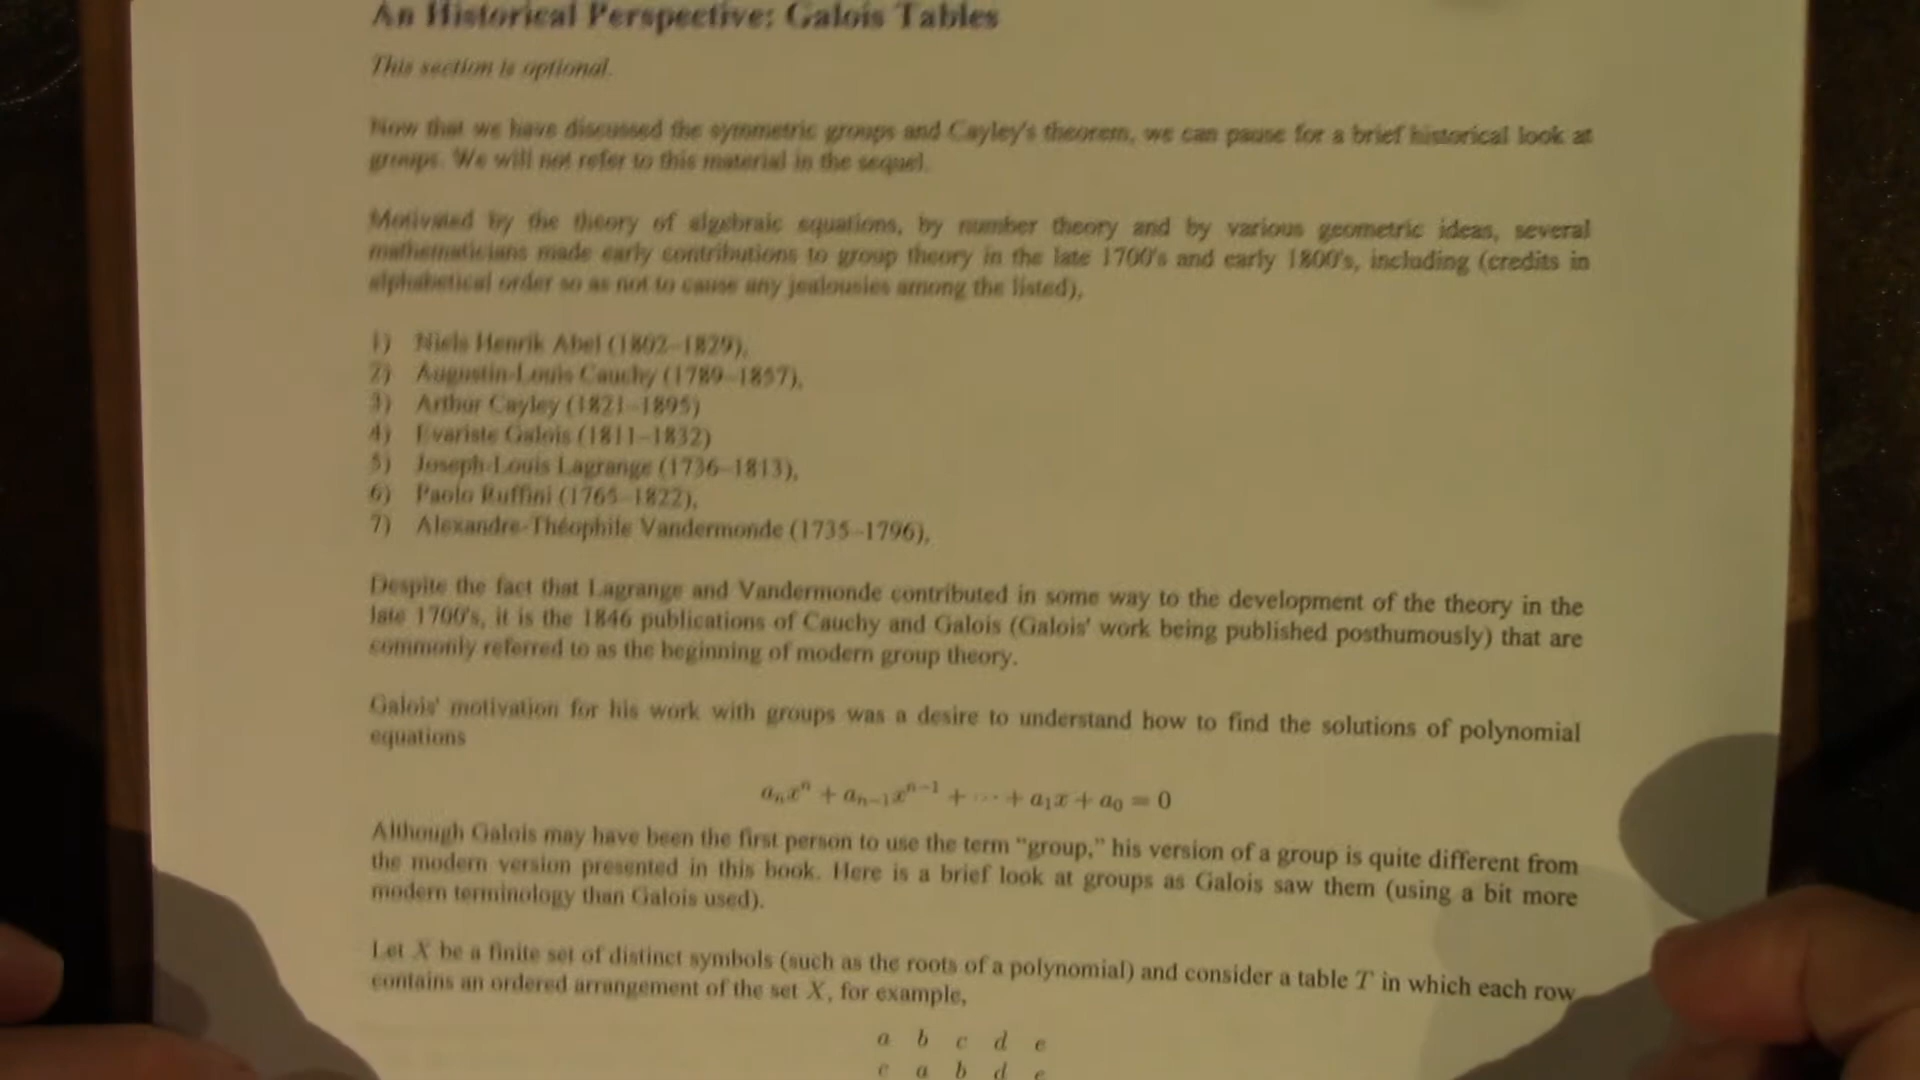 An Historical Perspective: Galois Tables
This section is optional.
Now that we have discussed the symmetric groups and Cayley's theorem, we can pause for a brief historical look at
groups. We will not refer to this material in the sequel.
Motivated by the theory of algebraic equations, by number theory and by various geometric ideas, several
mathematicians made early contributions to group theory in the late 1700's and early 1800's, including (credits in
alphabetical order so as not to cause any jealousies among the listed),
1) Niels Henrik Abel (1802–1829),
2) Augustin-Louis Cauchy (1789–1857),
3) Arthur Cayley (1821–1895)
4) Evariste Galois (1811–1832)
5) Joseph-Louis Lagrange (1736–1813),
6) Paolo Ruffini (1765–1822),
7) Alexandre-Théophile Vandermonde (1735–1796),
Despite the fact that Lagrange and Vandermonde contributed in some way to the development of the theory in the
late 1700's, it is the 1846 publications of Cauchy and Galois (Galois' work being published posthumously) that are
commonly referred to as the beginning of modern group theory.
Galois' motivation for his work with groups was a desire to understand how to find the solutions of polynomial
equations
aₙxⁿ + aₙ₋₁xⁿ⁻¹ + ⋯ + a₁x + a₀ = 0
Although Galois may have been the first person to use the term "group," his version of a group is quite different from
the modern version presented in this book. Here is a brief look at groups as Galois saw them (using a bit more
modern terminology than Galois used).
Let X be a finite set of distinct symbols (such as the roots of a polynomial) and consider a table T in which each row
contains an ordered arrangement of the set X, for example,
a b c d e
c a b d e